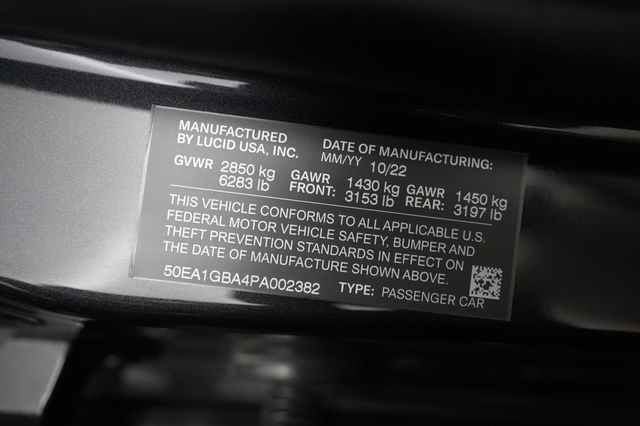 MANUFACTURED
BY LUCID USA, INC.
DATE OF MANUFACTURING:
MM/YY 10/22
GVWR 2850 kg
6283 lb
GAWR
FRONT:
1430 kg
3153 lb
GAWR
REAR:
1450 kg
3197 lb
THIS VEHICLE CONFORMS TO ALL APPLICABLE U.S.
FEDERAL MOTOR VEHICLE SAFETY, BUMPER AND
THEFT PREVENTION STANDARDS IN EFFECT ON
THE DATE OF MANUFACTURE SHOWN ABOVE.
50EA1GBA4PA002382 TYPE: PASSENGER CAR